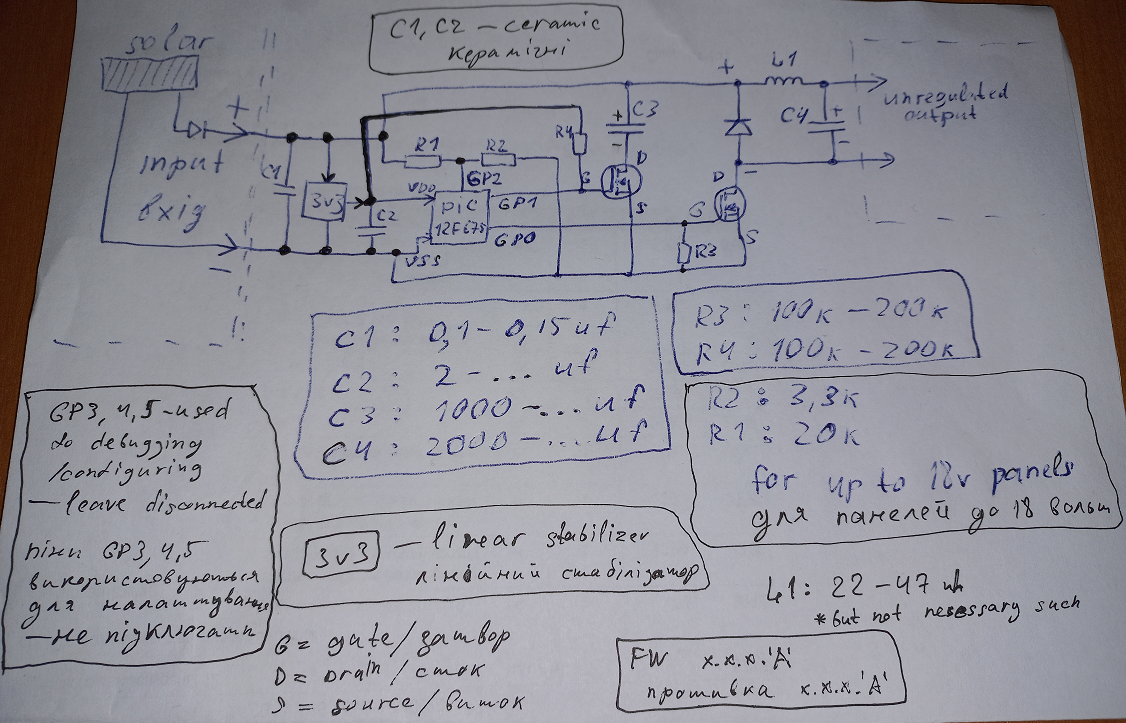 C1, C2 – ceramic
керамічні
solar
+
input
вхід
–
C1
3v3
C2
R1
R2
VDD
GP2
PIC
12F675
GP1
GP0
VSS
R4
+
C3
–
D
G
S
R3
+
L1
C4
+
–
–
D
G
S
unregulated
output
C1 : 0,1 – 0,15 uf
C2 : 2 - ... uf
C3 : 1000 - ... uf
C4 : 2000 - ... uf
R3 : 100к – 200к
R4 : 100к – 200к
R2 : 3,3к
R1 : 20к
for up to 18v panels
для панелей до 18 вольт
GP3, 4, 5 - used
to debugging
/configuring
— leave disconnected
піни GP3, 4, 5
використовуються
для налаштування
— не підключати
3v3 — linear stabilizer
лінійний стабілізатор
L1: 22 – 47 uh
*but not nesessary such
G = gate / затвор
D = drain / сток
S = source / виток
FW x.x.x.'A'
прошивка x.x.x.'A'